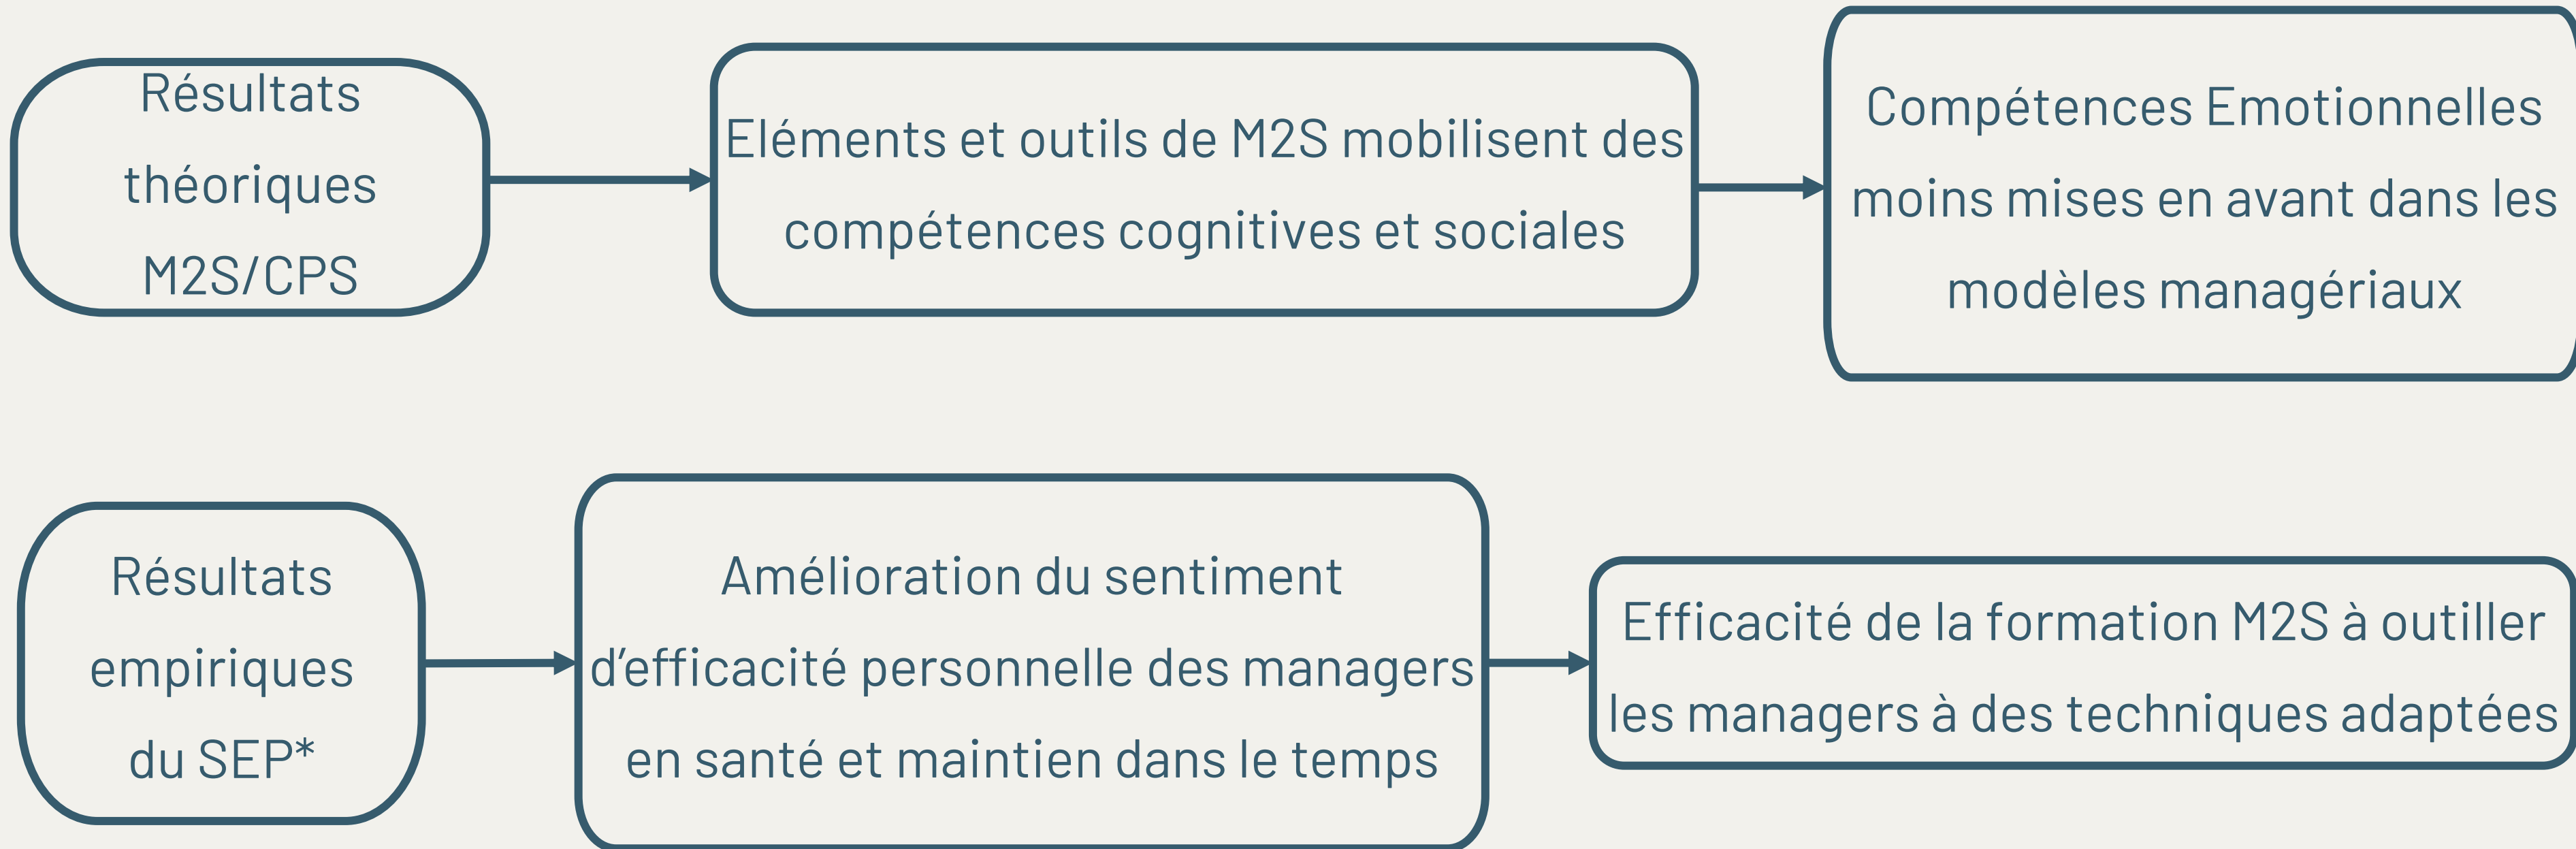 Résultats
théoriques
M2S/CPS
Eléments et outils de M2S mobilisent des
compétences cognitives et sociales
Compétences Emotionnelles
moins mises en avant dans les
modèles managériaux
Résultats
empiriques
du SEP*
Amélioration du sentiment
d'efficacité personnelle des managers
en santé et maintien dans le temps
Efficacité de la formation M2S à outiller
les managers à des techniques adaptées